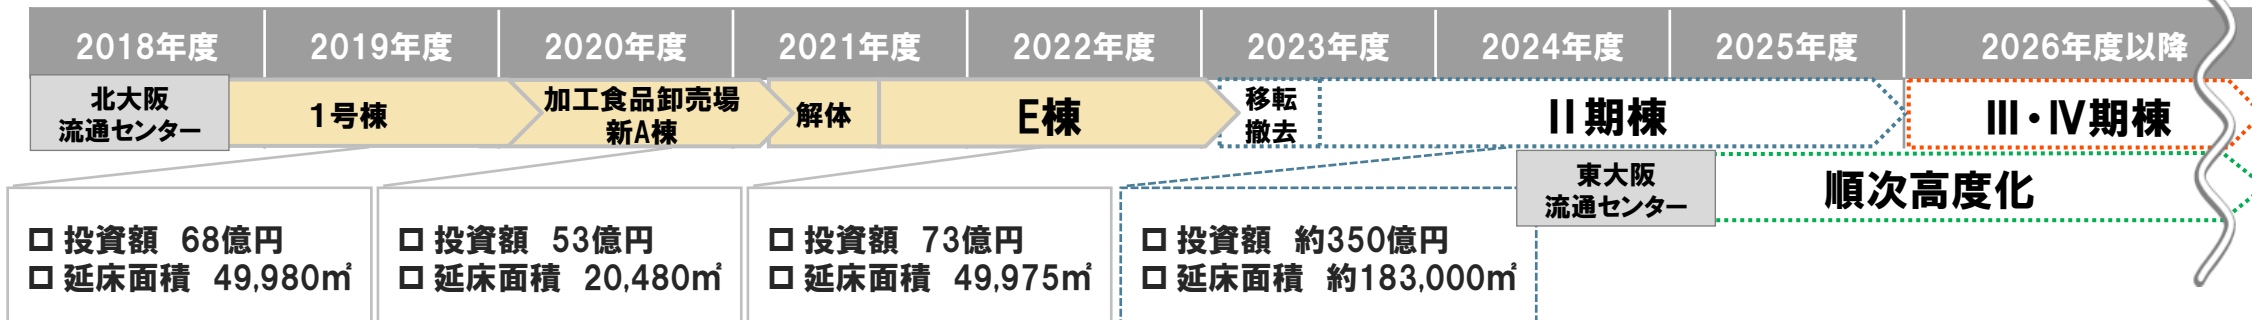 2018年度 2019年度 2020年度 2021年度 2022年度 2023年度 2024年度 2025年度 2026年度以降
北大阪
流通センター
1号棟
加工食品卸売場
新A棟
解体
E棟
移転
撤去
Ⅱ期棟
Ⅲ・Ⅳ期棟
東大阪
流通センター
順次高度化
□ 投資額 68億円
□ 延床面積 49,980㎡
□ 投資額 53億円
□ 延床面積 20,480㎡
□ 投資額 73億円
□ 延床面積 49,975㎡
□ 投資額 約350億円
□ 延床面積 約183,000㎡